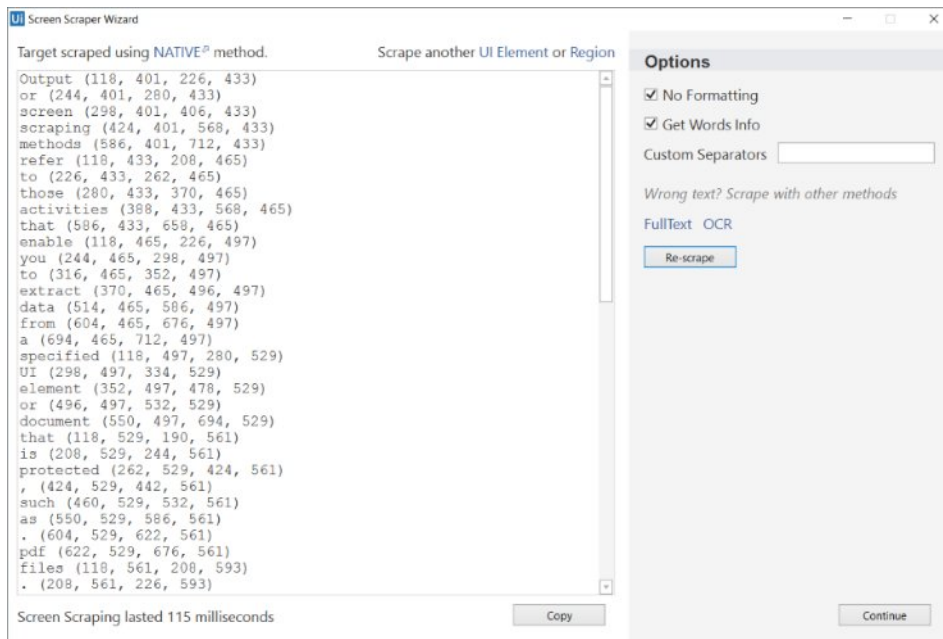 Ui Screen Scraper Wizard
Target scraped using NATIVE method.
Scrape another UI Element or Region
Output (118, 401, 226, 433)
or (244, 401, 280, 433)
screen (298, 401, 406, 433)
scraping (424, 401, 568, 433)
methods (586, 401, 712, 433)
refer (118, 433, 208, 465)
to (226, 433, 262, 465)
those (280, 433, 370, 465)
activities (388, 433, 568, 465)
that (586, 433, 658, 465)
enable (118, 465, 226, 497)
you (244, 465, 298, 497)
to (316, 465, 352, 497)
extract (370, 465, 496, 497)
data (514, 465, 586, 497)
from (604, 465, 676, 497)
a (694, 465, 712, 497)
specified (118, 497, 280, 529)
UI (298, 497, 334, 529)
element (352, 497, 478, 529)
or (496, 497, 532, 529)
document (550, 497, 694, 529)
that (118, 529, 190, 561)
is (208, 529, 244, 561)
protected (262, 529, 424, 561)
, (424, 529, 442, 561)
such (460, 529, 532, 561)
as (550, 529, 586, 561)
. (604, 529, 622, 561)
pdf (622, 529, 676, 561)
files (118, 561, 208, 593)
. (208, 561, 226, 593)
Screen Scraping lasted 115 milliseconds
Copy
Options
No Formatting
Get Words Info
Custom Separators
Wrong text? Scrape with other methods
FullText OCR
Re-scrape
Continue